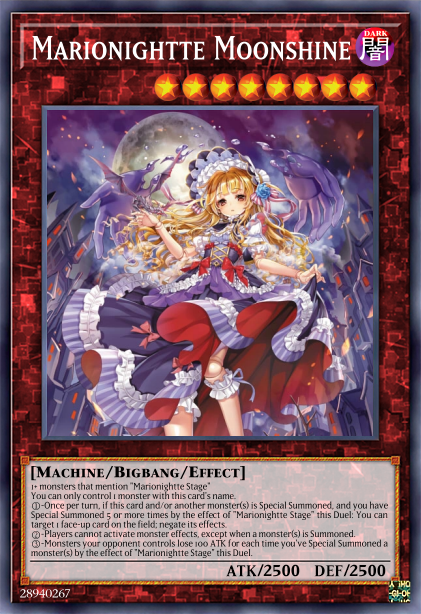 Marionightte Moonshine
DARK
闇
[Machine/Bigbang/Effect]
1+ monsters that mention "Marionightte Stage"
You can only control 1 monster with this card's name.
①-Once per turn, if this card and/or another monster(s) is Special Summoned, and you have
Special Summoned 5 or more times by the effect of "Marionightte Stage" this Duel: You can
target 1 face-up card on the field; negate its effects.
②-Players cannot activate monster effects, except when a monster(s) is Summoned.
③-Monsters your opponent controls lose 100 ATK for each time you've Special Summoned a
monster(s) by the effect of "Marionightte Stage" this Duel.
ATK/2500 DEF/2500
28940267